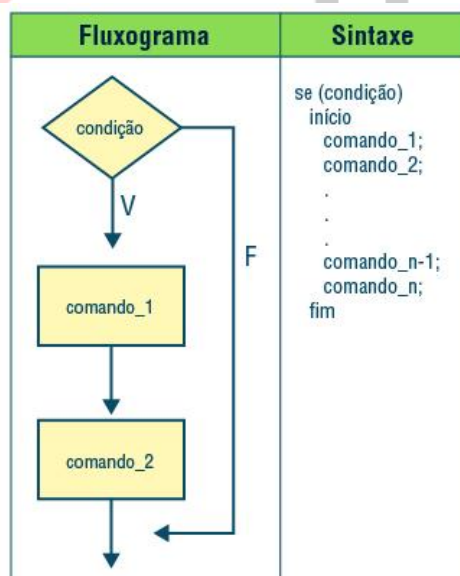 Fluxograma
Sintaxe
condição
V
F
comando_1
comando_2
se (condição)
início
comando_1;
comando_2;
.
.
.
comando_n-1;
comando_n;
fim